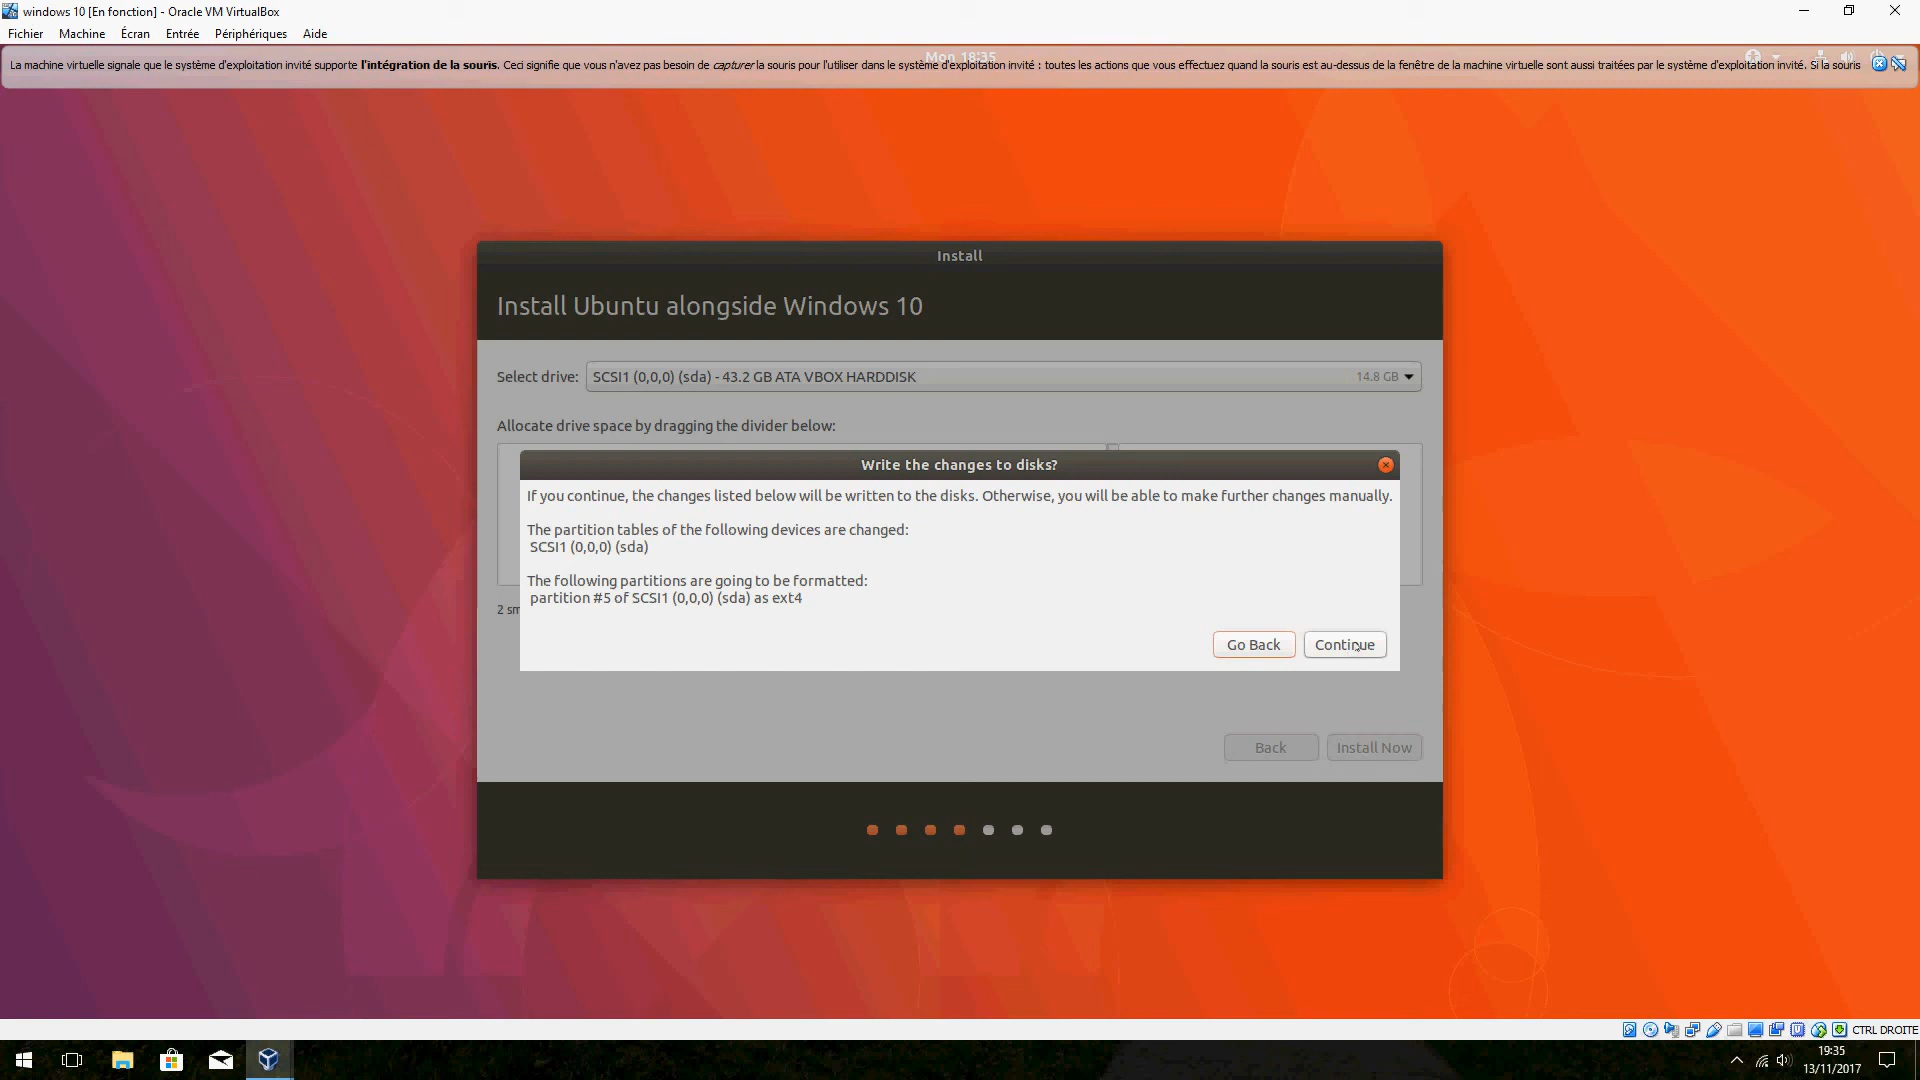 windows 10 [En fonction] - Oracle VM VirtualBox
Fichier Machine Écran Entrée Périphériques Aide
Mon 18:35
La machine virtuelle signale que le système d'exploitation invité supporte l'intégration de la souris. Ceci signifie que vous n'avez pas besoin de capturer la souris pour l'utiliser dans le système d'exploitation invité : toutes les actions que vous effectuez quand la souris est au-dessus de la fenêtre de la machine virtuelle sont aussi traitées par le système d'exploitation invité. Si la souris
Install
Install Ubuntu alongside Windows 10
Select drive: SCSI1 (0,0,0) (sda) - 43.2 GB ATA VBOX HARDDISK 14.8 GB
Allocate drive space by dragging the divider below:
Write the changes to disks?
If you continue, the changes listed below will be written to the disks. Otherwise, you will be able to make further changes manually.
The partition tables of the following devices are changed:
SCSI1 (0,0,0) (sda)
The following partitions are going to be formatted:
partition #5 of SCSI1 (0,0,0) (sda) as ext4
2 sm
Go Back Continue
Back Install Now
CTRL DROITE
19:35
13/11/2017